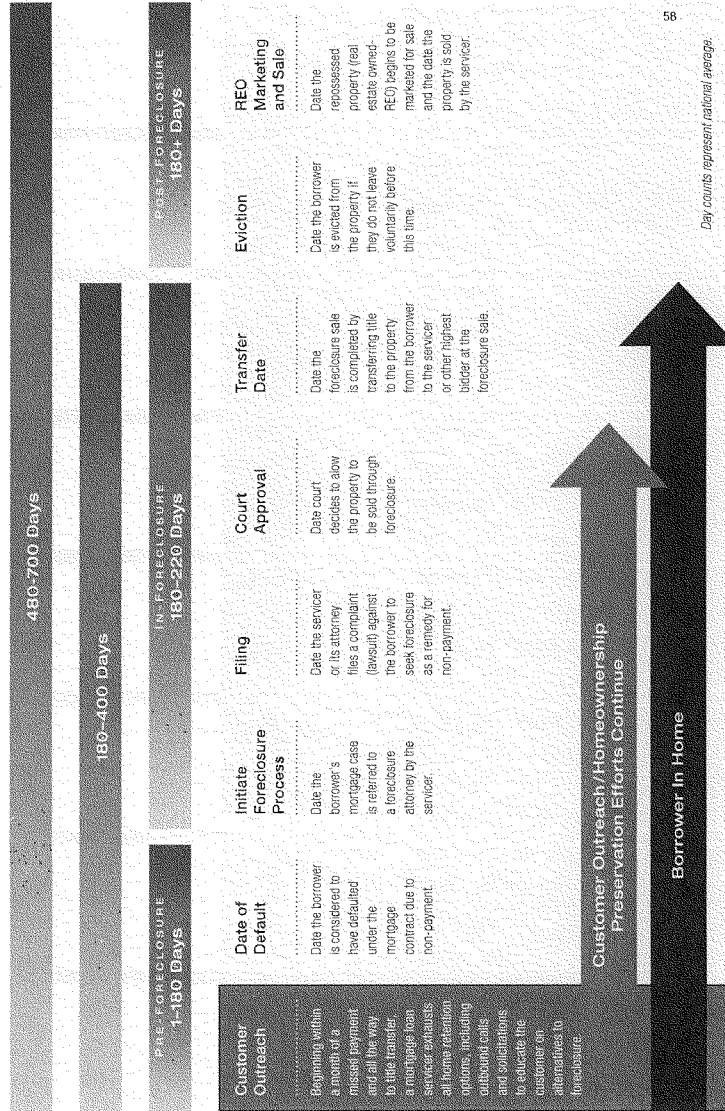 480-700 Days
180–400 Days
PRE-FORECLOSURE
1–180 Days
IN-FORECLOSURE
180–220 Days
POST-FORECLOSURE
180+ Days
Customer
Outreach
Beginning within
a month of a
missed payment
and all the way
to title transfer,
a mortgage loan
servicer exhausts
all home retention
options, including
outbound calls
and solicitations
to educate the
customer on
alternatives to
foreclosure.
Date of
Default
Date the borrower
is considered to
have defaulted
under the
mortgage
contract due to
non-payment.
Initiate
Foreclosure
Process
Date the
borrower's
mortgage case
is referred to
a foreclosure
attorney by the
servicer.
Filing
Date the servicer
or its attorney
files a complaint
(lawsuit) against
the borrower to
seek foreclosure
as a remedy for
non-payment.
Court
Approval
Date court
decides to alow
the property to
be sold through
foreclosure.
Transfer
Date
Date the
foreclosure sale
is completed by
transferring title
to the property
from the borrower
to the servicer
or other highest
bidder at the
foreclosure sale.
Eviction
Date the borrower
is evicted from
the property if
they do not leave
voluntarily before
this time.
REO
Marketing
and Sale
Date the
repossessed
property (real
estate owned-
REO) begins to be
marketed for sale
and the date the
property is sold
by the servicer.
Customer Outreach/Homeownership
Preservation Efforts Continue
Borrower In Home
Day counts represent national average.
58